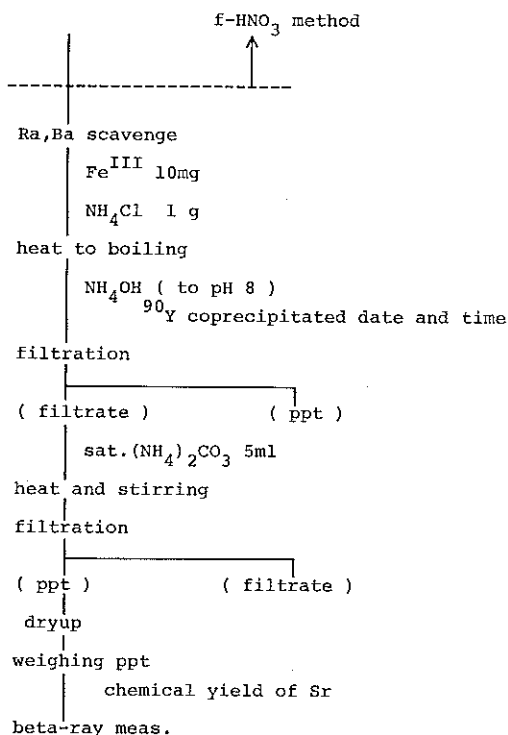 f-HNO3 method
Ra,Ba scavenge
Fe^III 10mg
NH4Cl 1 g
heat to boiling
NH4OH ( to pH 8 )
^90Y coprecipitated date and time
filtration
( filtrate ) ( ppt )
sat.(NH4)2CO3 5ml
heat and stirring
filtration
( ppt ) ( filtrate )
dryup
weighing ppt
chemical yield of Sr
beta-ray meas.